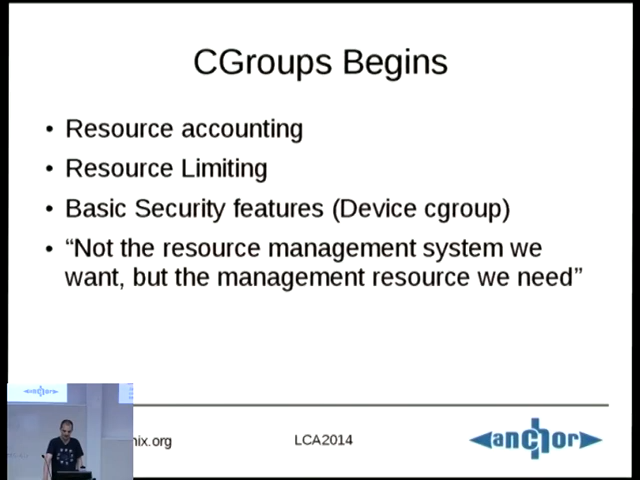 CGroups Begins
• Resource accounting
• Resource Limiting
• Basic Security features (Device cgroup)
• “Not the resource management system we
want, but the management resource we need”
nix.org
LCA2014
anchor